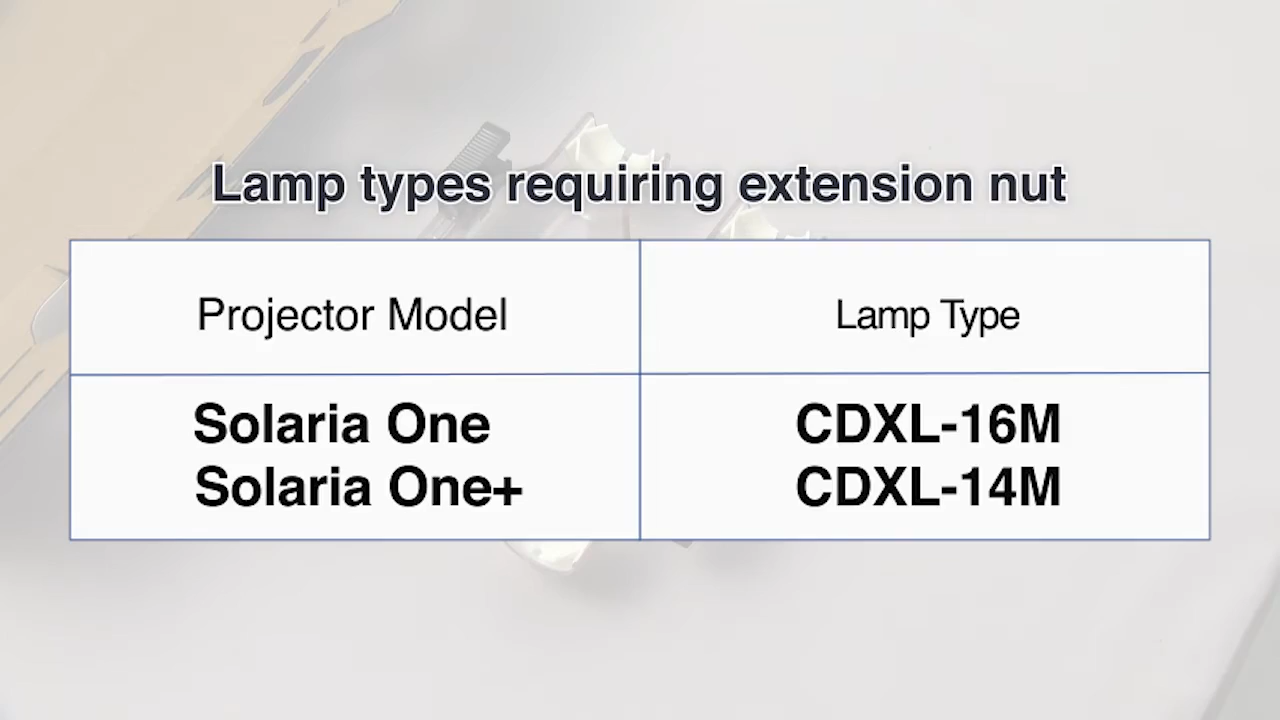 Lamp types requiring extension nut
Projector Model
Lamp Type
Solaria One
CDXL-16M
Solaria One+
CDXL-14M